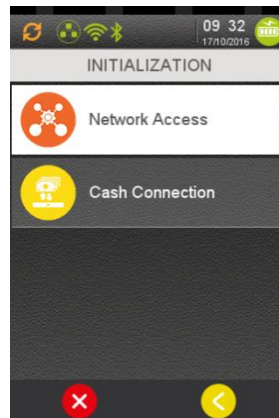 09 32
17/10/2016
INITIALIZATION
Network Access
Cash Connection